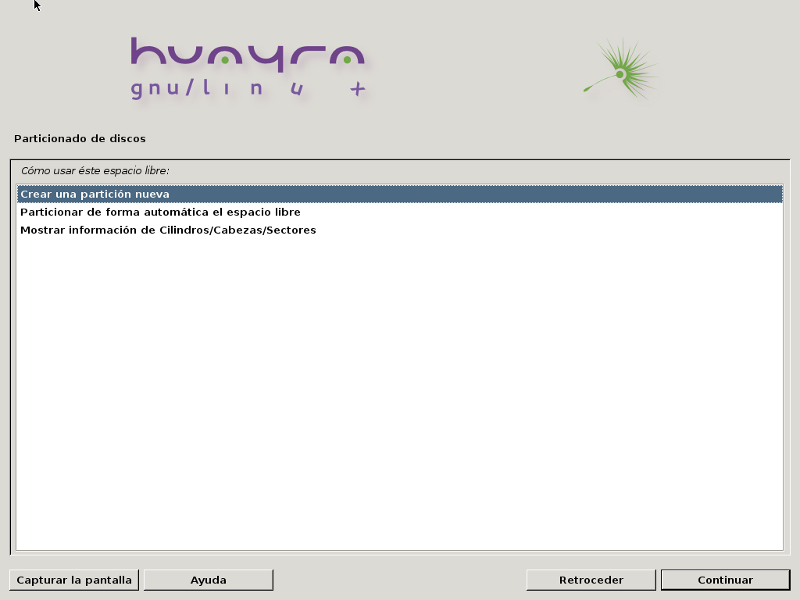 huayra
gnu/linux
Particionado de discos
Cómo usar éste espacio libre:
Crear una partición nueva
Particionar de forma automática el espacio libre
Mostrar información de Cilindros/Cabezas/Sectores
Capturar la pantalla
Ayuda
Retroceder
Continuar